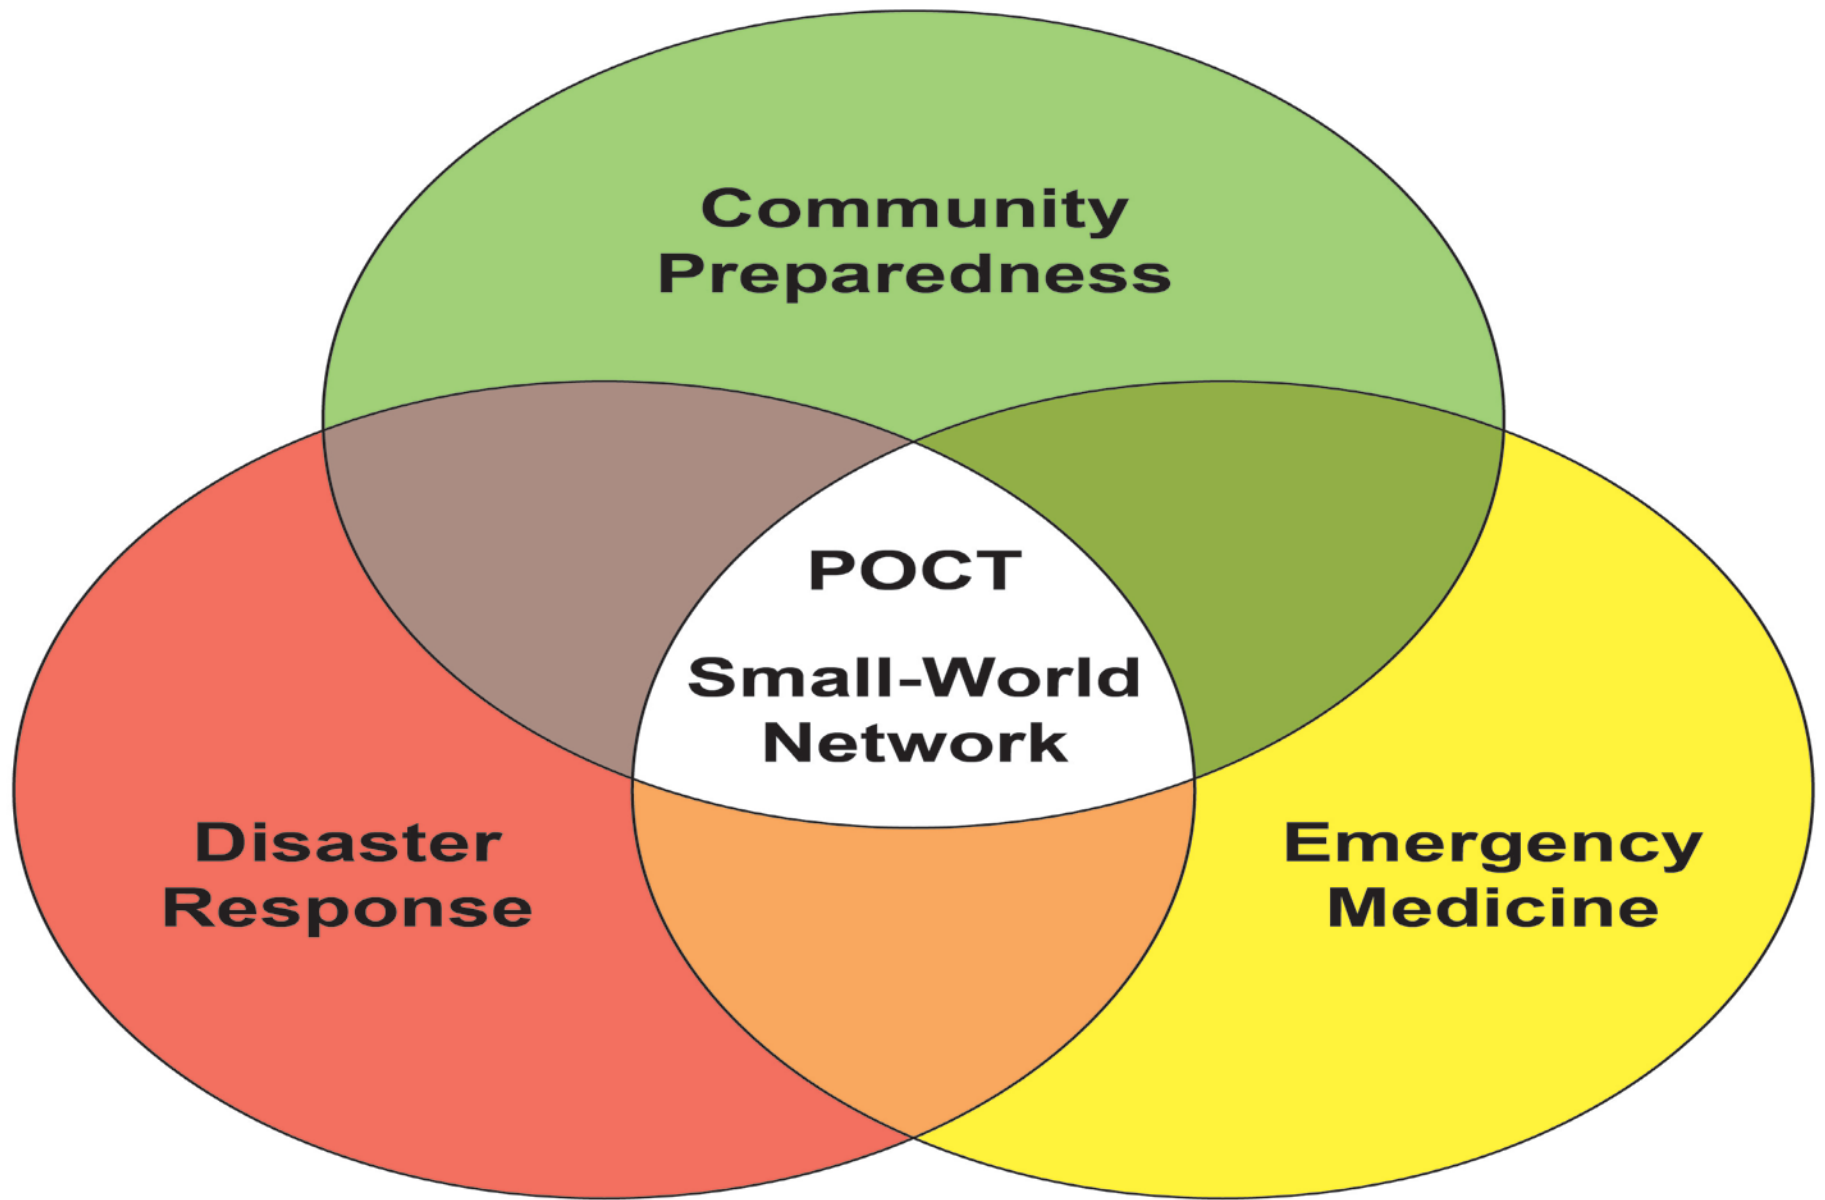 Community
Preparedness
POCT
Small-World
Network
Disaster
Response
Emergency
Medicine